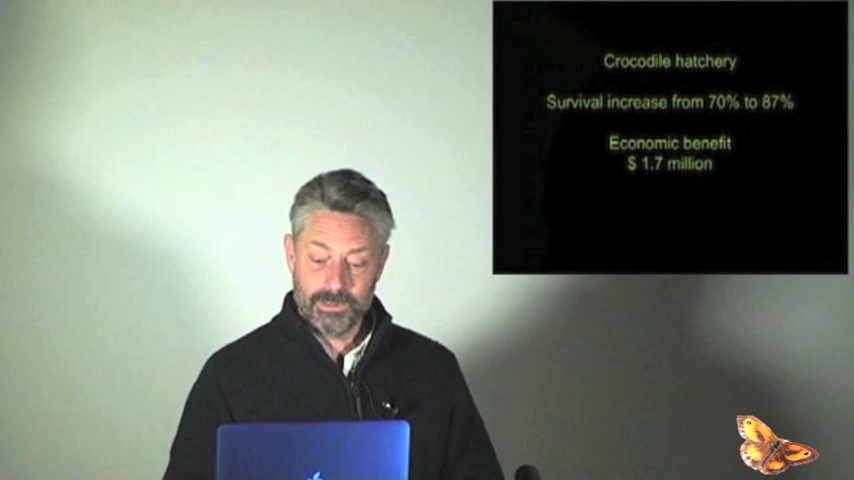 Crocodile hatchery
Survival increase from 70% to 87%
Economic benefit
$ 1.7 million